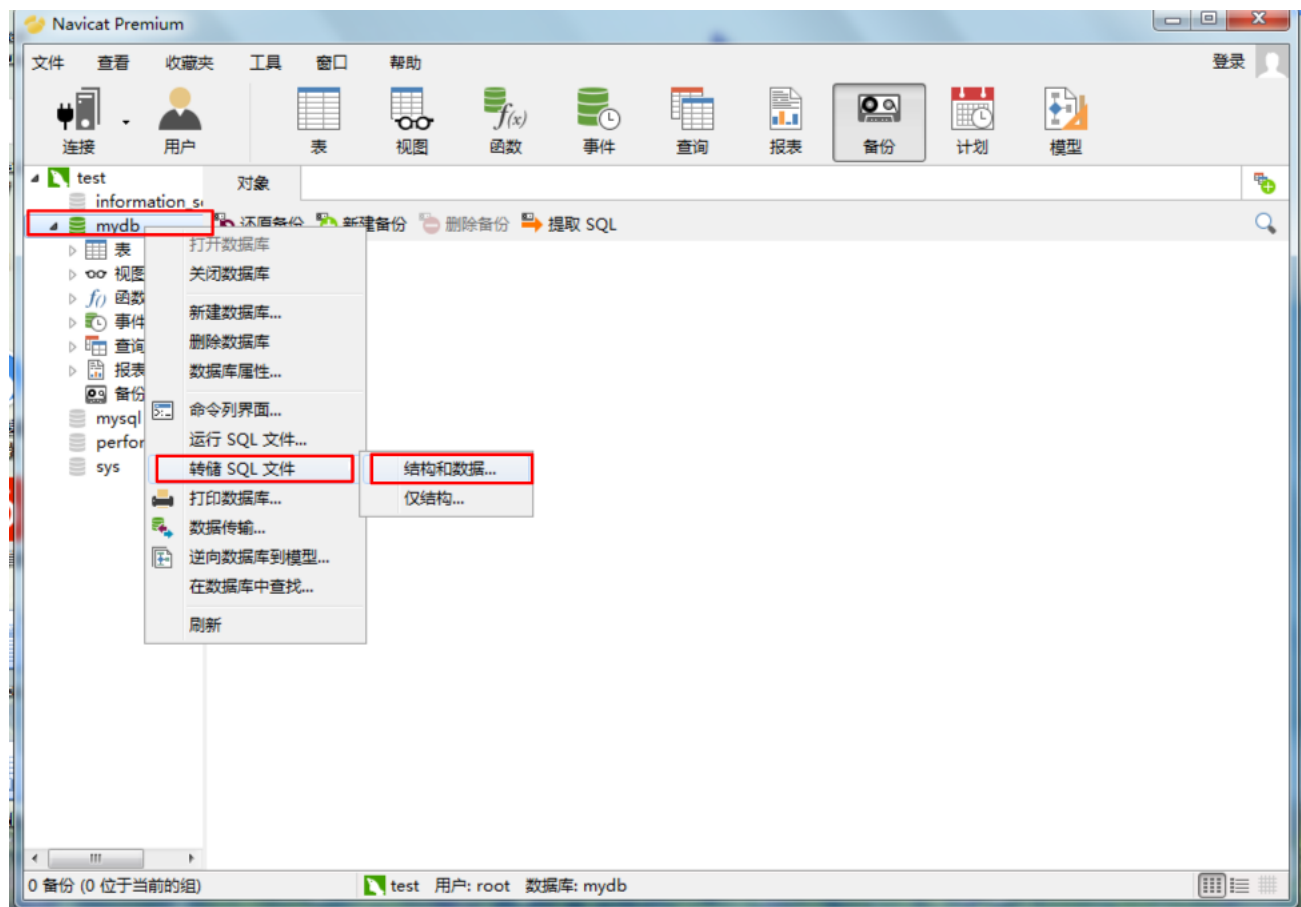 Navicat Premium
文件 查看 收藏夹 工具 窗口 帮助 登录
连接 用户 表 视图 函数 事件 查询 报表 备份 计划 模型
test 对象
information_s
mydb 还原备份 新建备份 删除备份 提取 SQL
打开数据库
表
视图 关闭数据库
函数
新建数据库...
事件
查询 删除数据库
报表 数据库属性...
备份
mysql 命令列界面...
perfor 运行 SQL 文件...
sys 转储 SQL 文件 结构和数据...
打印数据库... 仅结构...
数据传输...
逆向数据库到模型...
在数据库中查找...
刷新
0 备份 (0 位于当前的组) test 用户: root 数据库: mydb